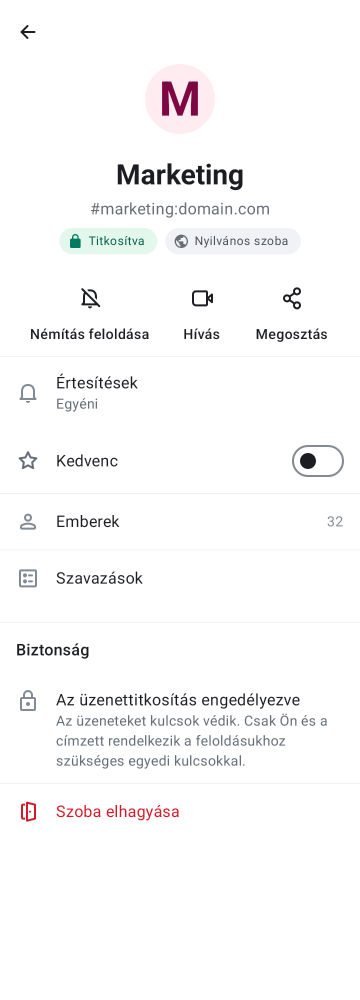 M
Marketing
#marketing:domain.com
Titkosítva
Nyilvános szoba
Némítás feloldása
Hívás
Megosztás
Értesítések
Egyéni
Kedvenc
Emberek
32
Szavazások
Biztonság
Az üzenettitkosítás engedélyezve
Az üzeneteket kulcsok védik. Csak Ön és a
címzett rendelkezik a feloldásukhoz
szükséges egyedi kulcsokkal.
Szoba elhagyása